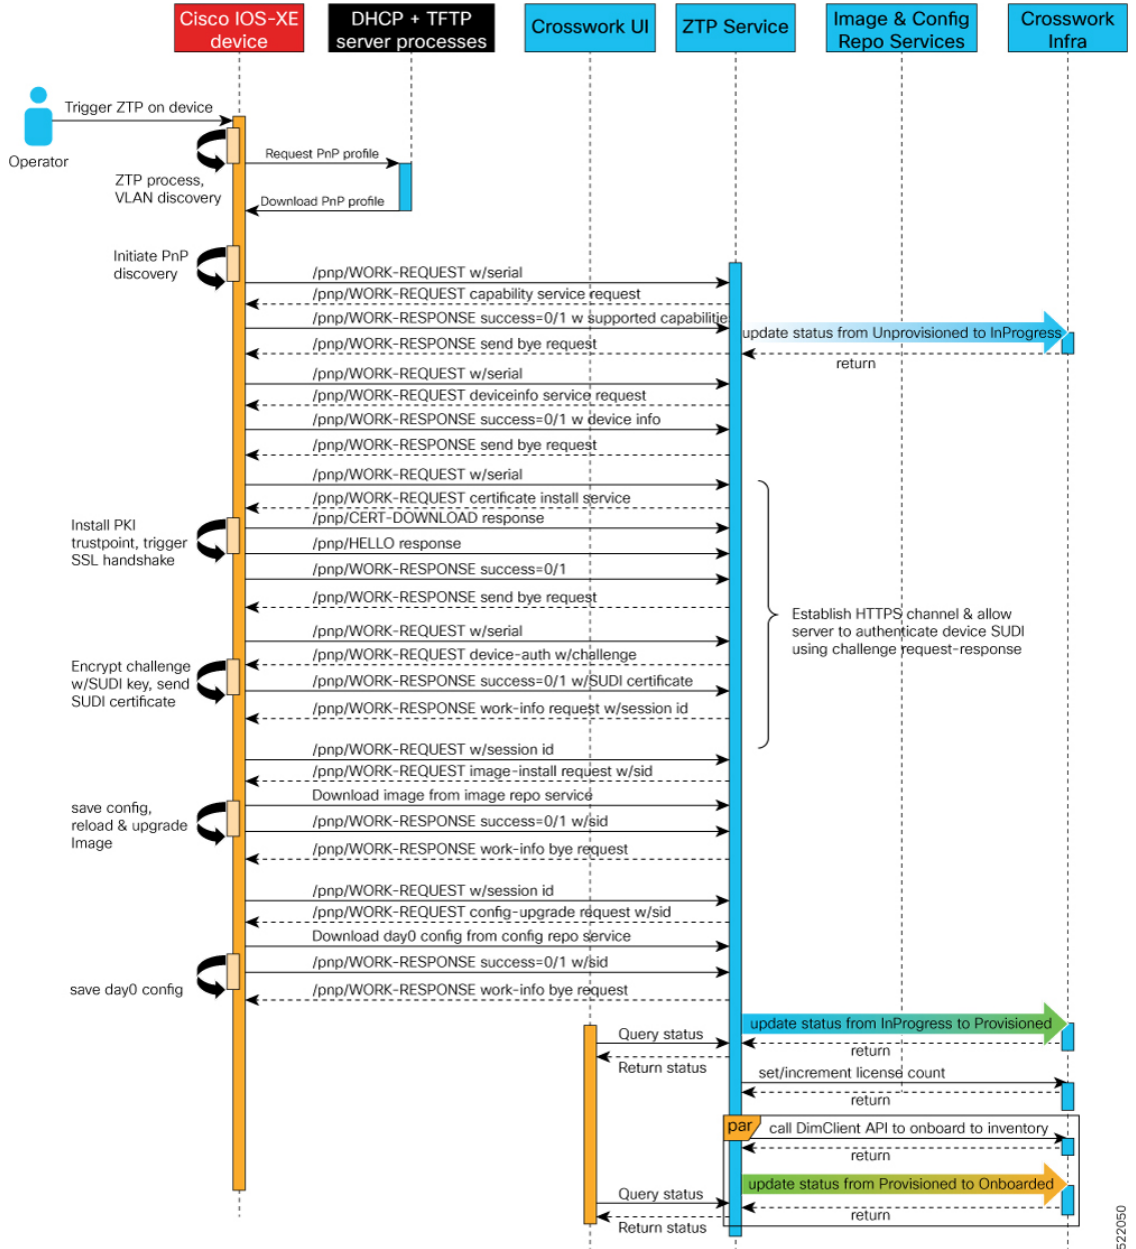 Cisco IOS-XE
device
DHCP + TFTP
server processes
Crosswork UI
ZTP Service
Image & Config
Repo Services
Crosswork
Infra
Trigger ZTP on device
Operator
Request PnP profile
ZTP process,
VLAN discovery
Download PnP profile
Initiate PnP
discovery
/pnp/WORK-REQUEST w/serial
/pnp/WORK-REQUEST capability service request
/pnp/WORK-RESPONSE success=0/1 w supported capabilitie
update status from Unprovisioned to InProgress
/pnp/WORK-RESPONSE send bye request
return
/pnp/WORK-REQUEST w/serial
/pnp/WORK-REQUEST deviceinfo service request
/pnp/WORK-RESPONSE success=0/1 w device info
/pnp/WORK-RESPONSE send bye request
/pnp/WORK-REQUEST w/serial
/pnp/WORK-REQUEST certificate install service
/pnp/CERT-DOWNLOAD response
Install PKI
trustpoint, trigger
SSL handshake
/pnp/HELLO response
/pnp/WORK-RESPONSE success=0/1
/pnp/WORK-RESPONSE send bye request
Establish HTTPS channel & allow
server to authenticate device SUDI
using challenge request-response
/pnp/WORK-REQUEST w/serial
/pnp/WORK-REQUEST device-auth w/challenge
Encrypt challenge
w/SUDI key, send
SUDI certificate
/pnp/WORK-RESPONSE success=0/1 w/SUDI certificate
/pnp/WORK-RESPONSE work-info request w/session id
/pnp/WORK-REQUEST w/session id
/pnp/WORK-REQUEST image-install request w/sid
Download image from image repo service
save config,
reload & upgrade
Image
/pnp/WORK-RESPONSE success=0/1 w/sid
/pnp/WORK-RESPONSE work-info bye request
/pnp/WORK-REQUEST w/session id
/pnp/WORK-REQUEST config-upgrade request w/sid
Download day0 config from config repo service
/pnp/WORK-RESPONSE success=0/1 w/sid
save day0 config
/pnp/WORK-RESPONSE work-info bye request
update status from InProgress to Provisioned
Query status
return
Return status
set/increment license count
return
par
call DimClient API to onboard to inventory
return
update status from Provisioned to Onboarded
Query status
return
Return status
522050